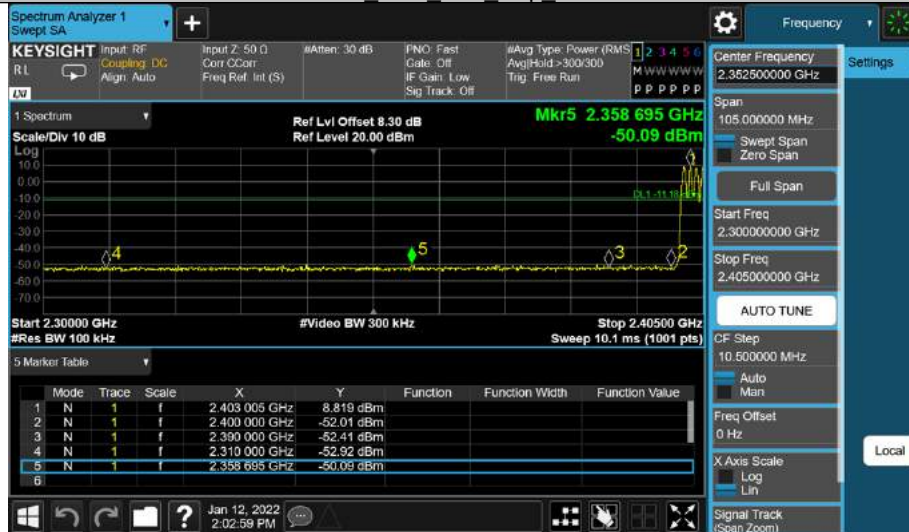 Spectrum Analyzer 1
Swept SA
+
Frequency
KEYSIGHT
RL
LXI
Input: RF
Coupling: DC
Align: Auto
Input Z: 50 Ω
Corr CCorr
Freq Ref: Int (S)
#Atten: 30 dB
PNO: Fast
Gate: Off
IF Gain: Low
Sig Track: Off
#Avg Type: Power (RMS
Avg|Hold:>300/300
Trig: Free Run
1 2 3 4 5 6
M W W W W W
P P P P P P
Center Frequency
2.352500000 GHz
Settings
1 Spectrum
Scale/Div 10 dB
Ref Lvl Offset 8.30 dB
Ref Level 20.00 dBm
Mkr5 2.358 695 GHz
-50.09 dBm
Span
105.000000 MHz
Swept Span
Zero Span
Full Span
Start Freq
2.300000000 GHz
Stop Freq
2.405000000 GHz
AUTO TUNE
CF Step
10.500000 MHz
Auto
Man
Freq Offset
0 Hz
X Axis Scale
Log
Lin
Signal Track
(Span Zoom)
Local
Log
10.0
0.00
-10.0
-20.0
-30.0
-40.0
-50.0
-60.0
-70.0
DL1 -11.18 dBm
1
4
5
3
2
Start 2.30000 GHz
#Video BW 300 kHz
Stop 2.40500 GHz
#Res BW 100 kHz
Sweep 10.1 ms (1001 pts)
5 Marker Table
Mode Trace Scale X Y Function Function Width Function Value
1 N 1 f 2.403 005 GHz 8.819 dBm
2 N 1 f 2.400 000 GHz -52.01 dBm
3 N 1 f 2.390 000 GHz -52.41 dBm
4 N 1 f 2.310 000 GHz -52.92 dBm
5 N 1 f 2.358 695 GHz -50.09 dBm
6
?
Jan 12, 2022
2:02:59 PM